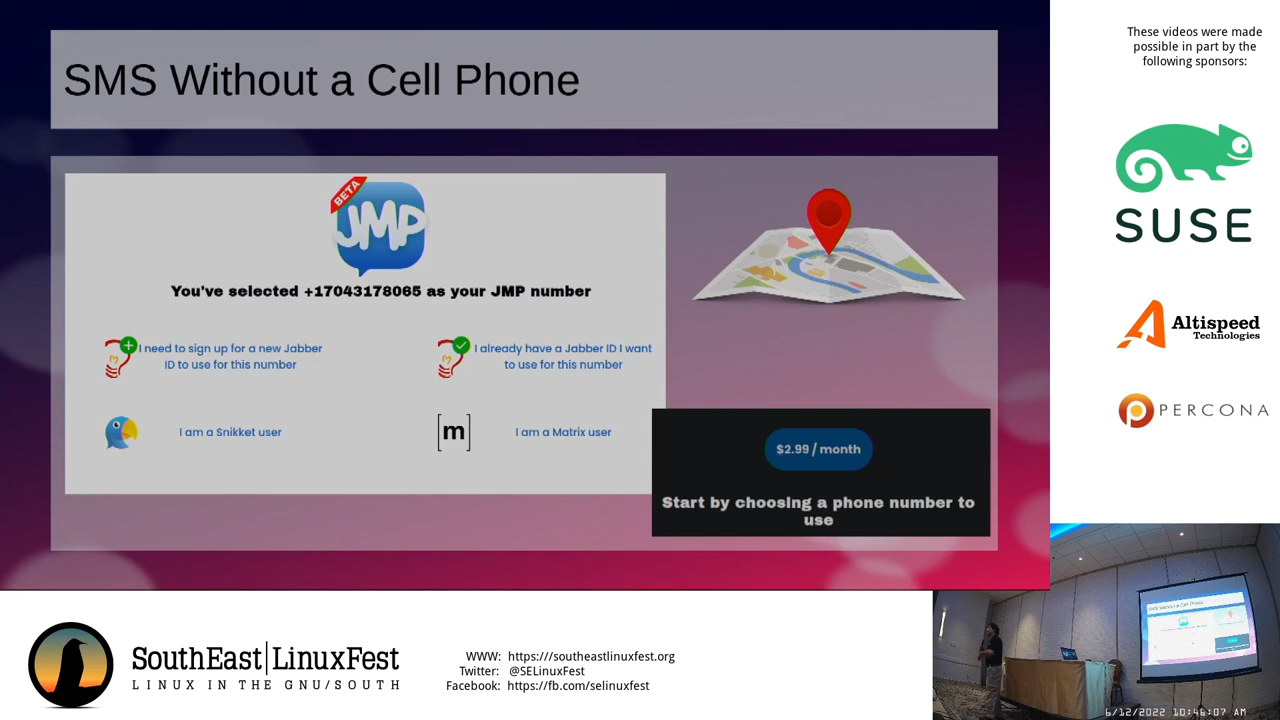 SMS Without a Cell Phone
BETA
JMP
You've selected +17043178065 as your JMP number
I need to sign up for a new Jabber
ID to use for this number
I already have a Jabber ID I want
to use for this number
I am a Snikket user
[m]
I am a Matrix user
$2.99 / month
Start by choosing a phone number to
use
These videos were made
possible in part by the
following sponsors:
SUSE
Altispeed
Technologies
PERCONA
SouthEast LinuxFest
LINUX IN THE GNU/SOUTH
WWW: https:///southeastlinuxfest.org
Twitter: @SELinuxFest
Facebook: https://fb.com/selinuxfest
SMS Without a Cell Phone
6/12/2022 10:46:07 AM